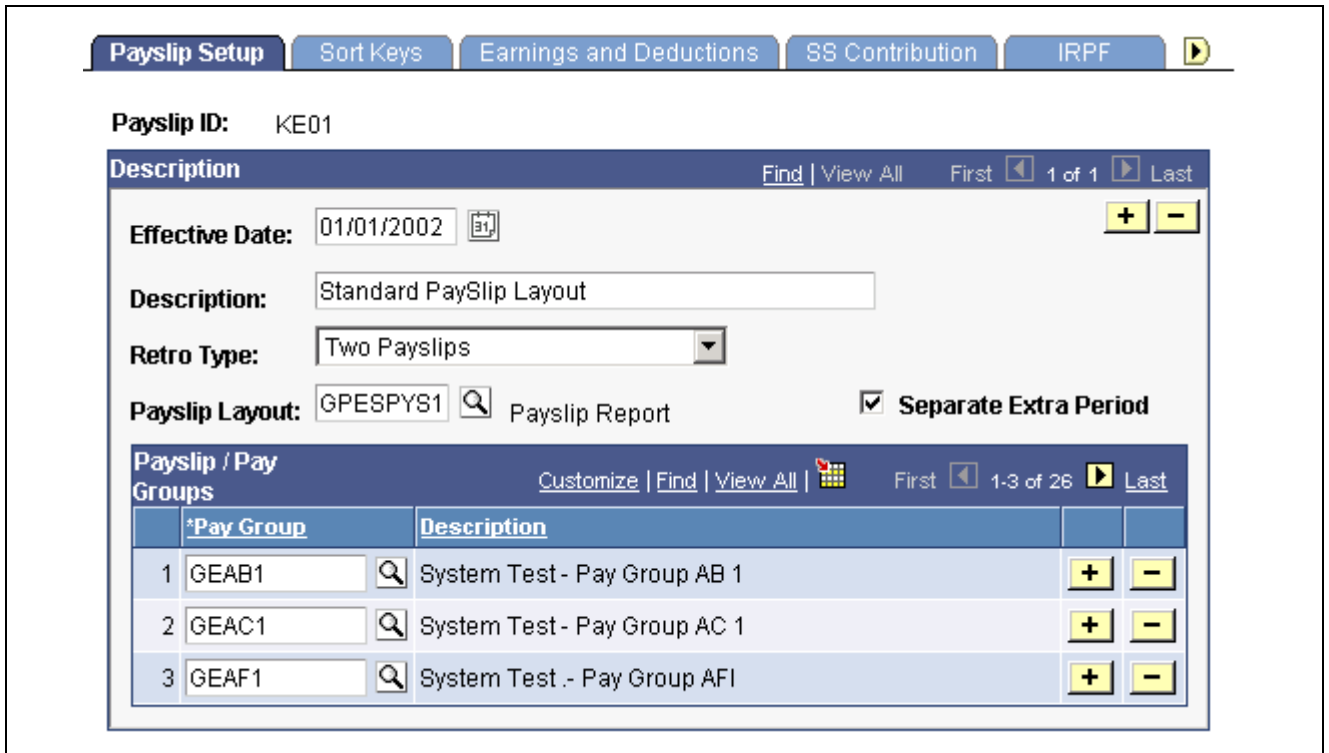 Payslip Setup Sort Keys Earnings and Deductions SS Contribution IRPF
Payslip ID: KE01
Description Find | View All First 1 of 1 Last
Effective Date: 01/01/2002 31
Description: Standard PaySlip Layout
Retro Type: Two Payslips
Payslip Layout: GPESPYS1 Payslip Report Separate Extra Period
Payslip / Pay
Groups Customize | Find | View All | First 1-3 of 26 Last
*Pay Group Description
1 GEAB1 System Test - Pay Group AB 1
2 GEAC1 System Test - Pay Group AC 1
3 GEAF1 System Test .- Pay Group AFI